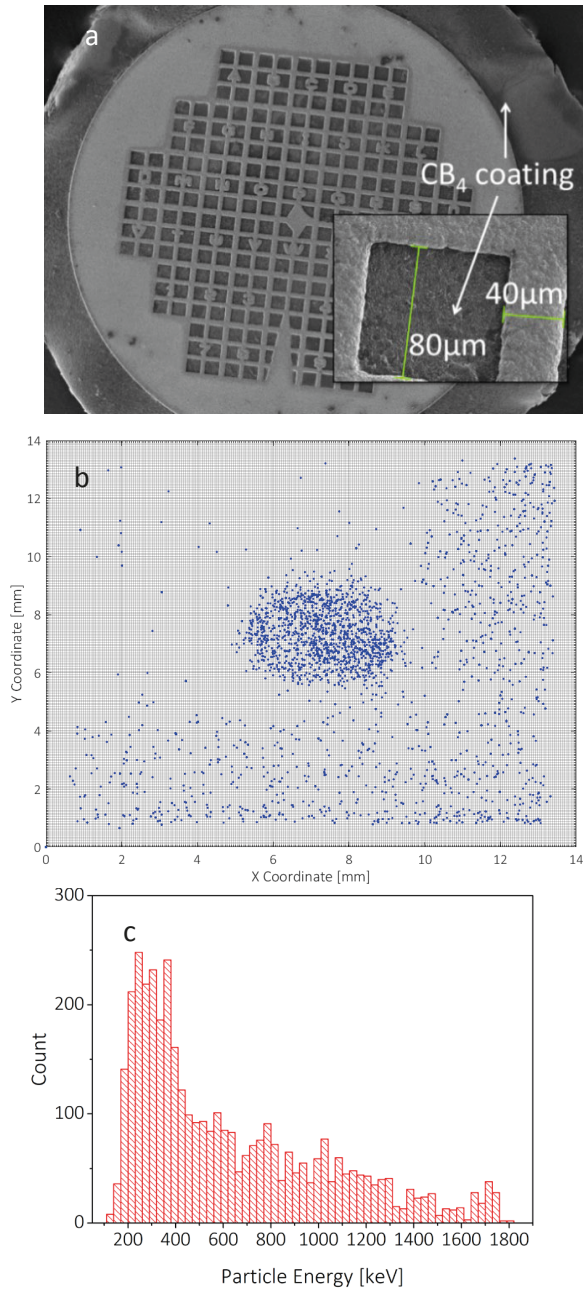 a
CB₄ coating
40μm
80μm
b
14
12
10
8
6
4
2
0
Y Coordinate [mm]
0 2 4 6 8 10 12 14
X Coordinate [mm]
c
300
200
100
0
Count
200 400 600 800 1000 1200 1400 1600 1800
Particle Energy [keV]